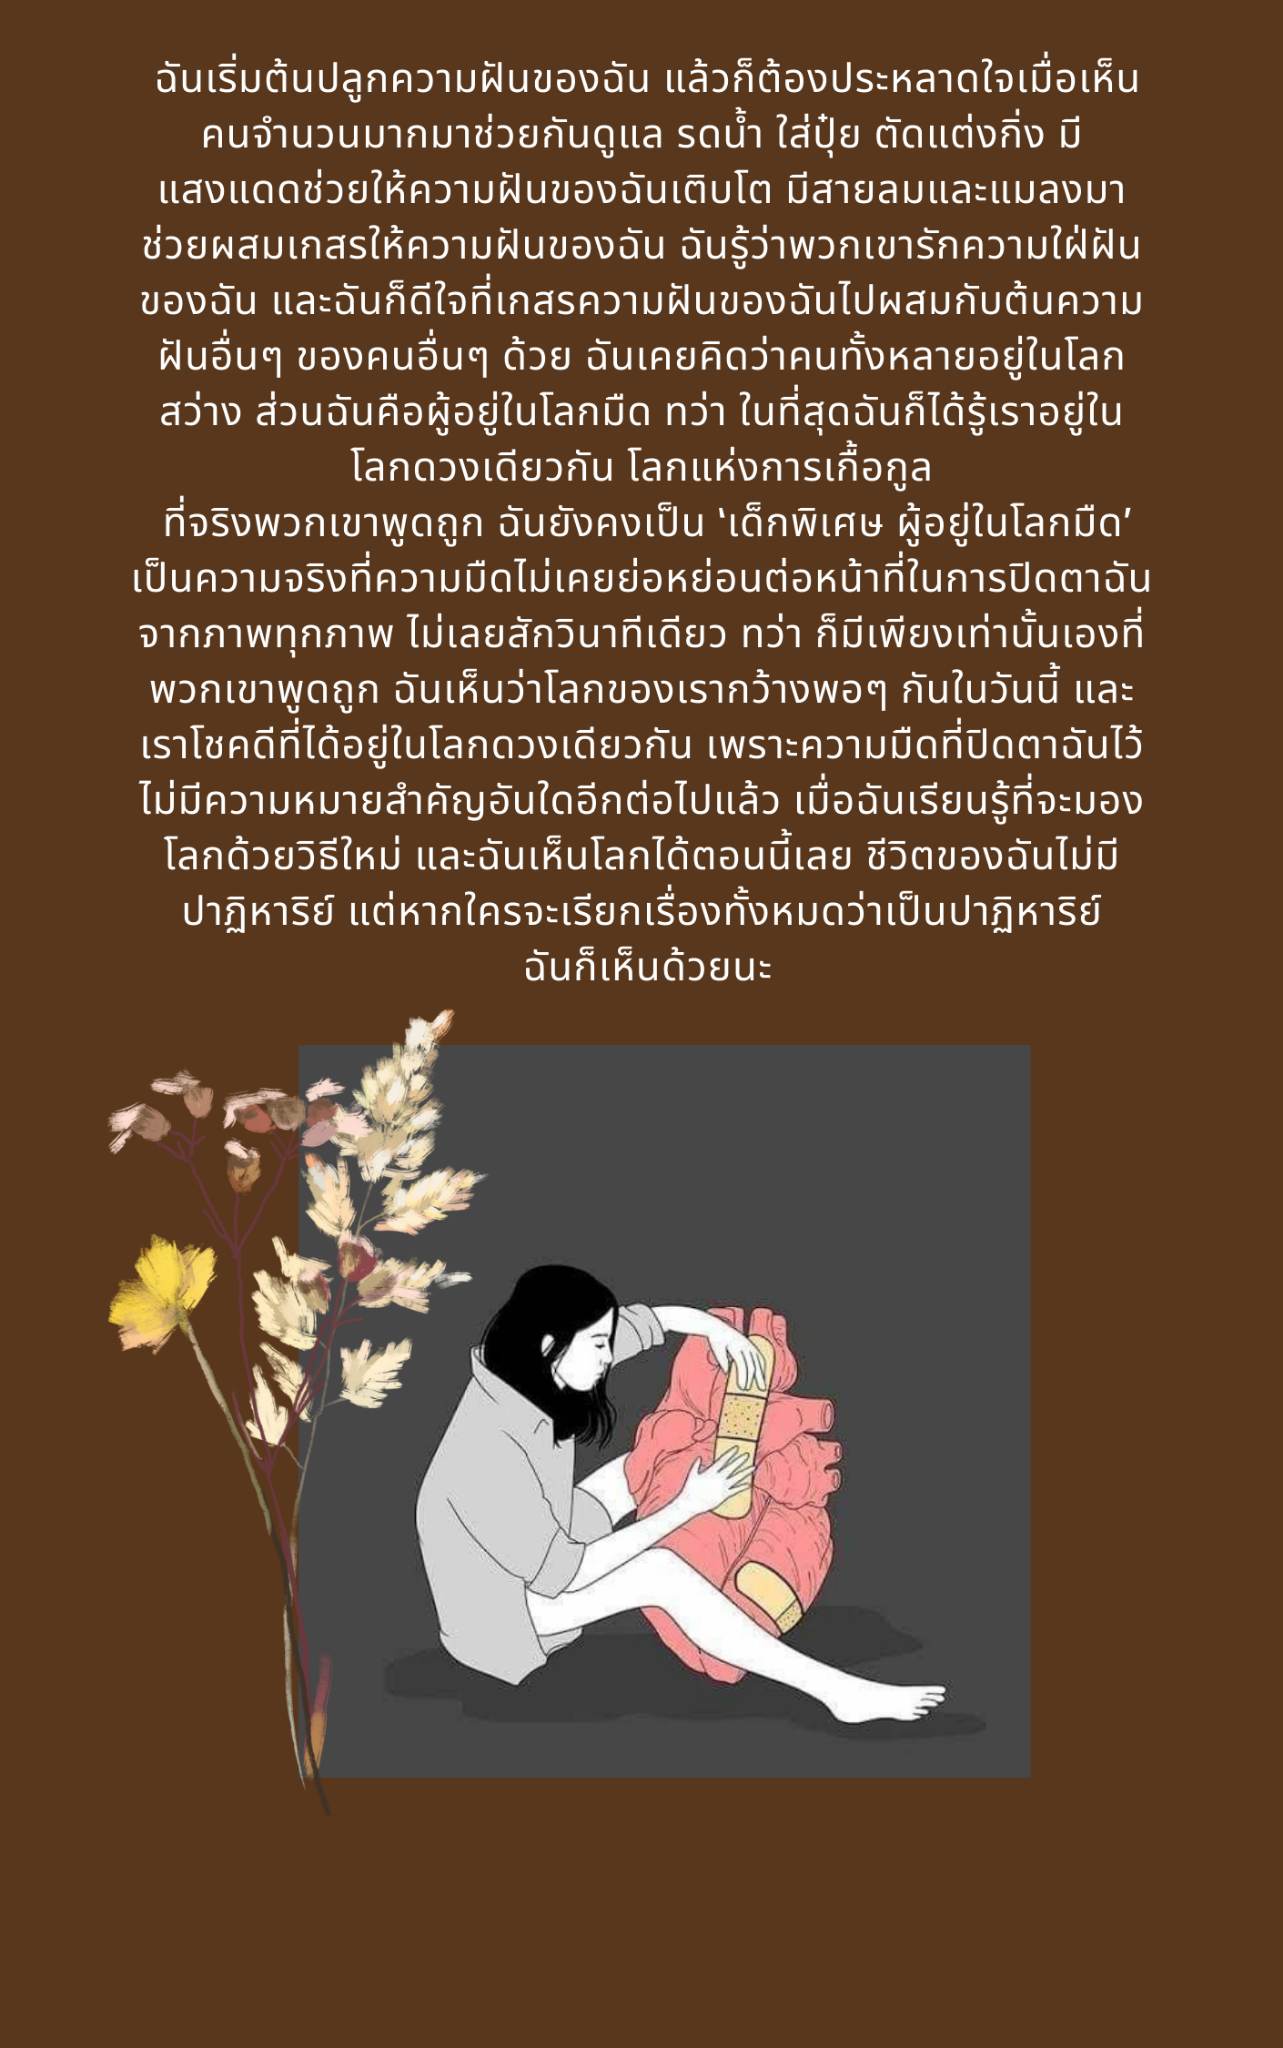 ฉันเริ่มต้นปลูกความฝันของฉัน แล้วก็ต้องประหลาดใจเมื่อเห็น
คนจำนวนมากมาช่วยกันดูแล รดน้ำ ใส่ปุ๋ย ตัดแต่งกิ่ง มี
แสงแดดช่วยให้ความฝันของฉันเติบโต มีสายลมและแมลงมา
ช่วยผสมเกสรให้ความฝันของฉัน ฉันรู้ว่าพวกเขารักความใฝ่ฝัน
ของฉัน และฉันก็ดีใจที่เกสรความฝันของฉันไปผสมกับต้นความ
ฝันอื่นๆ ของคนอื่นๆ ด้วย ฉันเคยคิดว่าคนทั้งหลายอยู่ในโลก
สว่าง ส่วนฉันคือผู้อยู่ในโลกมืด ทว่า ในที่สุดฉันก็ได้รู้เราอยู่ใน
โลกดวงเดียวกัน โลกแห่งการเกื้อกูล
ที่จริงพวกเขาพูดถูก ฉันยังคงเป็น ‘เด็กพิเศษ ผู้อยู่ในโลกมืด’
เป็นความจริงที่ความมืดไม่เคยย่อหย่อนต่อหน้าที่ในการปิดตาฉัน
จากภาพทุกภาพ ไม่เลยสักวินาทีเดียว ทว่า ก็มีเพียงเท่านั้นเองที่
พวกเขาพูดถูก ฉันเห็นว่าโลกของเรากว้างพอๆ กันในวันนี้ และ
เราโชคดีที่ได้อยู่ในโลกดวงเดียวกัน เพราะความมืดที่ปิดตาฉันไว้
ไม่มีความหมายสำคัญอันใดอีกต่อไปแล้ว เมื่อฉันเรียนรู้ที่จะมอง
โลกด้วยวิธีใหม่ และฉันเห็นโลกได้ตอนนี้เลย ชีวิตของฉันไม่มี
ปาฏิหาริย์ แต่หากใครจะเรียกเรื่องทั้งหมดว่าเป็นปาฏิหาริย์
ฉันก็เห็นด้วยนะ